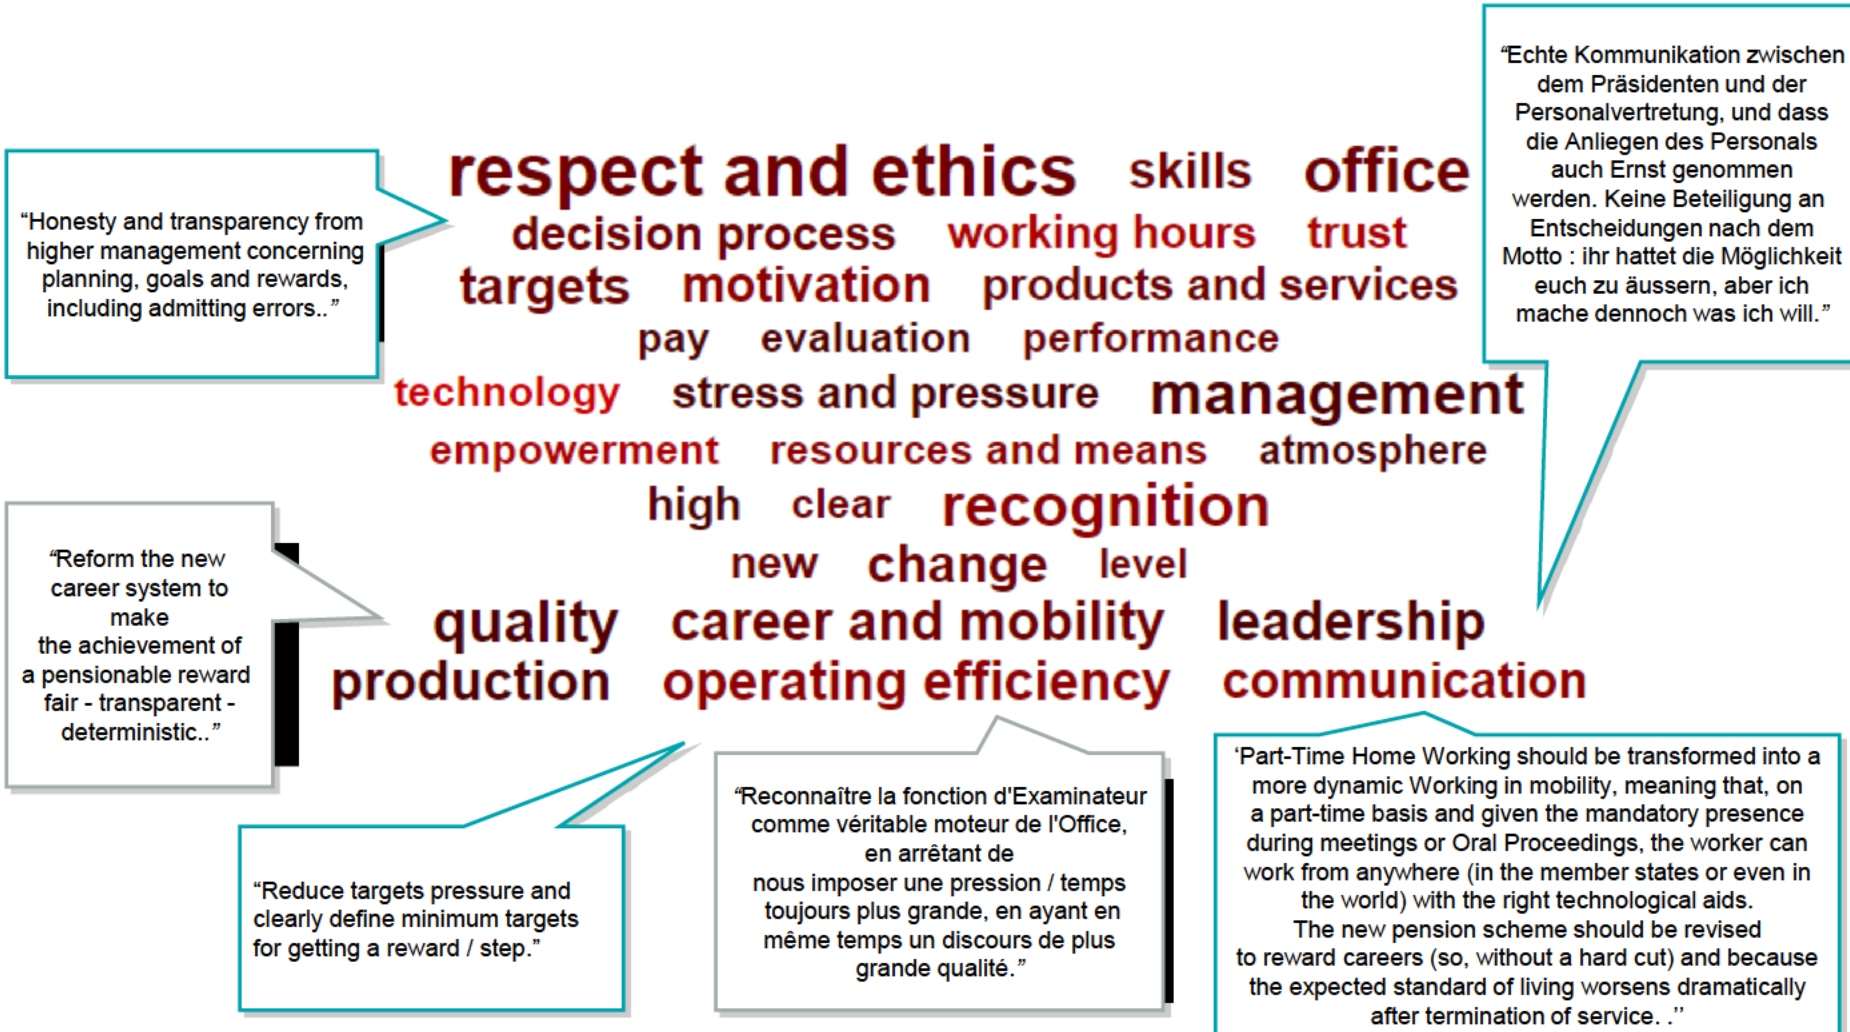 "Echte Kommunikation zwischen
dem Präsidenten und der
Personalvertretung, und dass
die Anliegen des Personals
auch Ernst genommen
werden. Keine Beteiligung an
Entscheidungen nach dem
Motto : ihr hattet die Möglichkeit
euch zu äussern, aber ich
mache dennoch was ich will."
"Honesty and transparency from
higher management concerning
planning, goals and rewards,
including admitting errors.."
respect and ethics skills office
decision process working hours trust
targets motivation products and services
pay evaluation performance
technology stress and pressure management
empowerment resources and means atmosphere
high clear recognition
new change level
quality career and mobility leadership
production operating efficiency communication
"Reform the new
career system to
make
the achievement of
a pensionable reward
fair - transparent -
deterministic.."
"Reduce targets pressure and
clearly define minimum targets
for getting a reward / step."
"Reconnaître la fonction d'Examinateur
comme véritable moteur de l'Office,
en arrêtant de
nous imposer une pression / temps
toujours plus grande, en ayant en
même temps un discours de plus
grande qualité."
'Part-Time Home Working should be transformed into a
more dynamic Working in mobility, meaning that, on
a part-time basis and given the mandatory presence
during meetings or Oral Proceedings, the worker can
work from anywhere (in the member states or even in
the world) with the right technological aids.
The new pension scheme should be revised
to reward careers (so, without a hard cut) and because
the expected standard of living worsens dramatically
after termination of service. .''